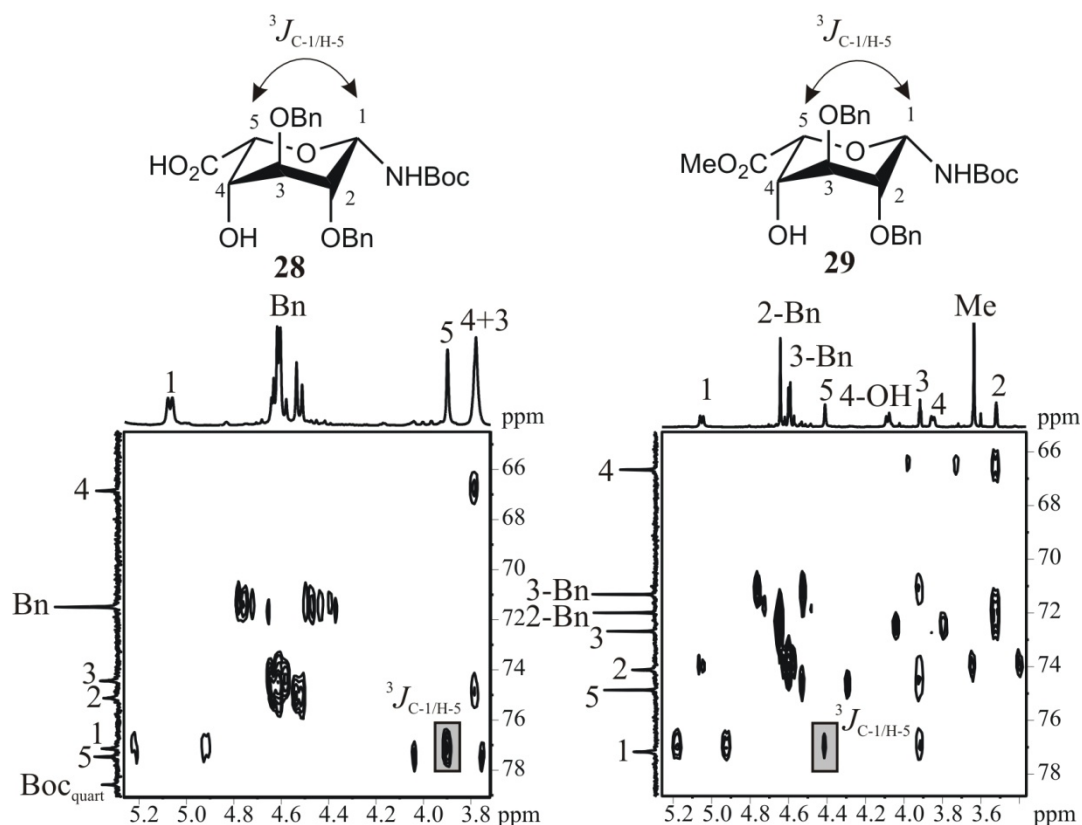 3J C-1/H-5
5
OBn
1
O
HO2C
NHBoc
4
3
2
OH
OBn
28
Bn
1
5
4+3
ppm
4
Bn
3
2
1
5
Boc quart
66
68
70
72
74
76
78
3J C-1/H-5
5.2 5.0 4.6 4.2 4.0 3.8 ppm
3J C-1/H-5
5
OBn
1
O
MeO2C
NHBoc
4
3
2
OH
OBn
29
Me
2-Bn
3-Bn
1
5
4-OH
3
4
2
ppm
4
3-Bn
2-Bn
3
2
5
1
66
68
70
72
74
76
78
3J C-1/H-5
5.2 5.0 4.8 4.6 4.4 4.2 4.0 3.6 ppm